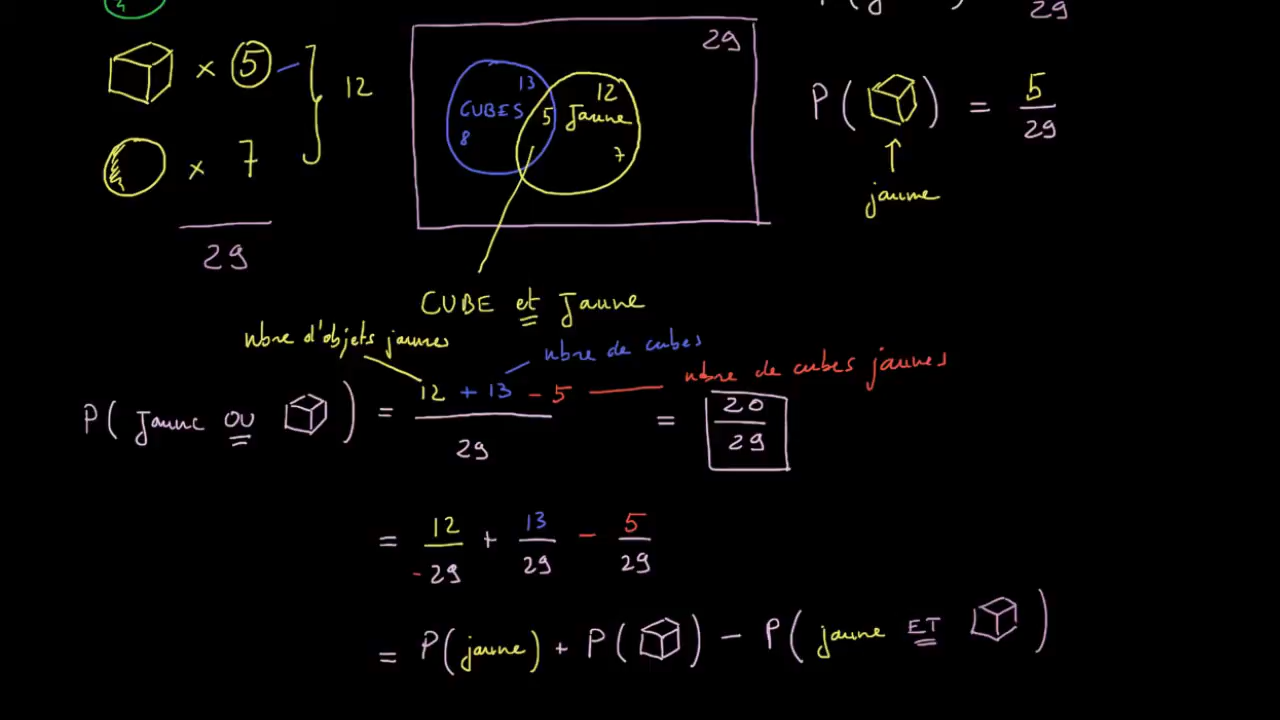 29
× 5
12
× 7
29
29
13
CUBES
8
5
12
Jaune
7
P( ) = 5/29
jaune
CUBE et Jaune
nbre d'objets jaunes
nbre de cubes
nbre de cubes jaunes
P( Jaune OU ) = 12 + 13 - 5 / 29 = 20/29
= 12/29 + 13/29 - 5/29
= P(jaune) + P( ) - P( jaune ET )